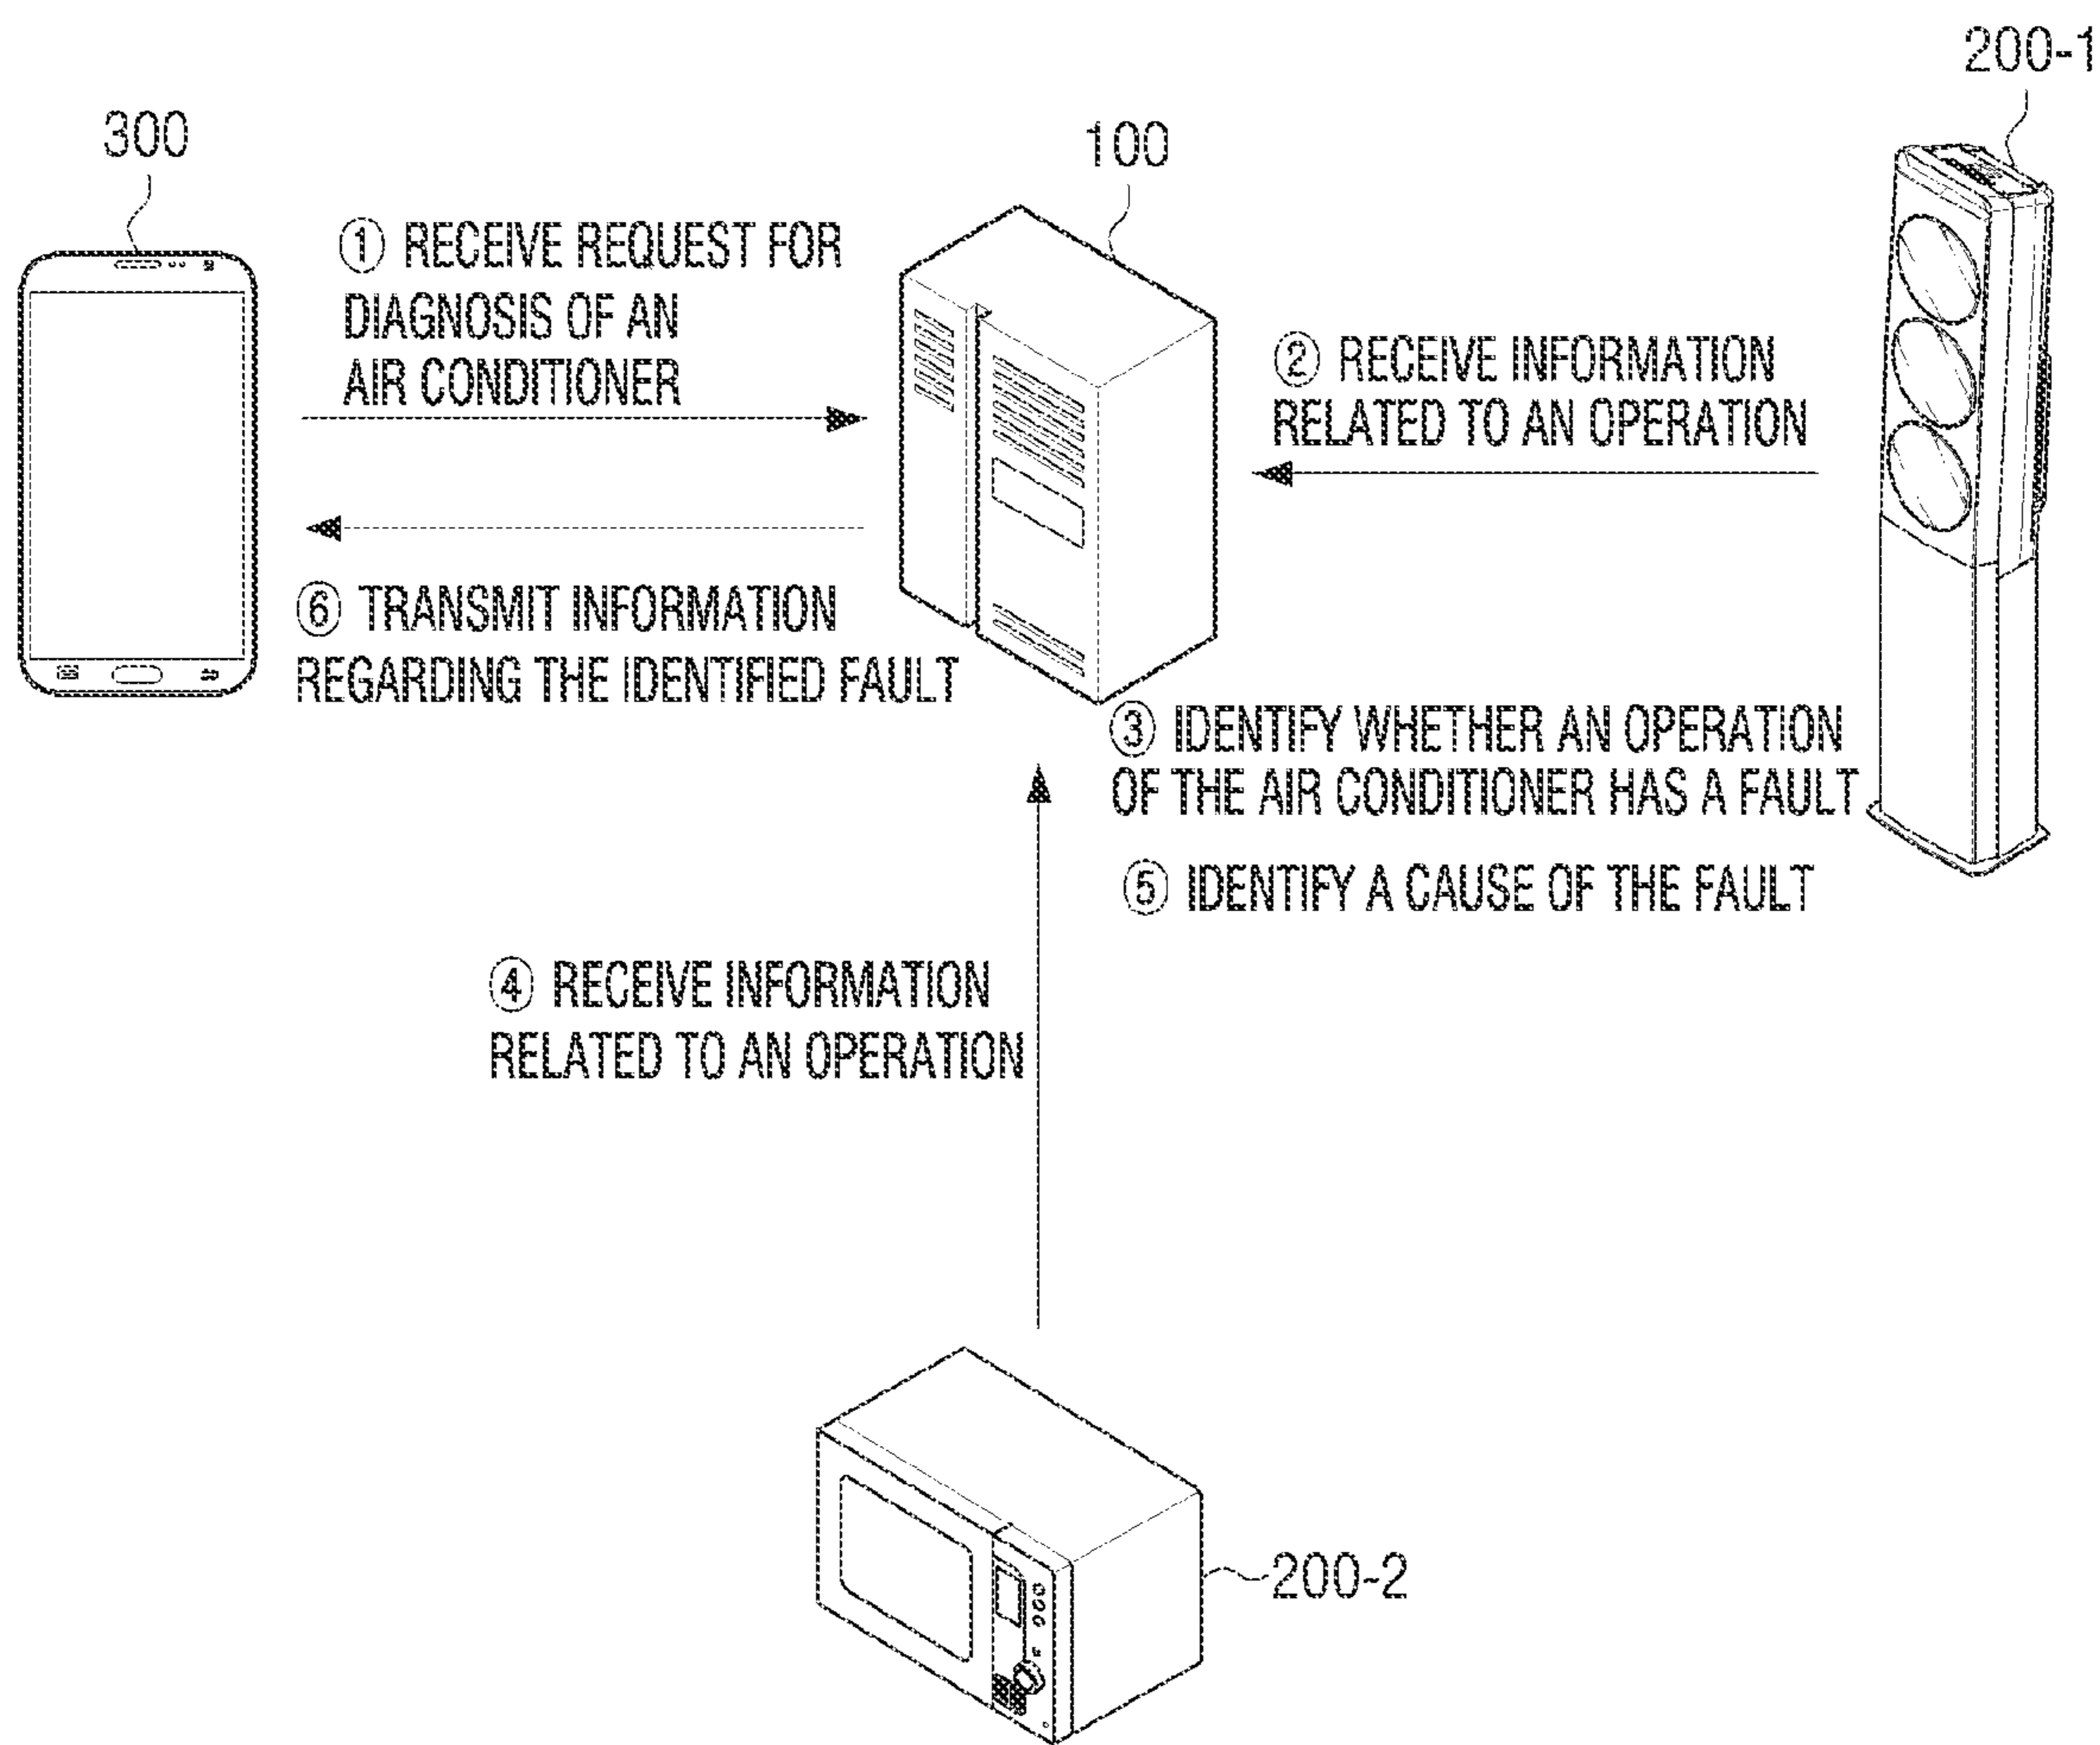 200-1
300
100
① RECEIVE REQUEST FOR
DIAGNOSIS OF AN
AIR CONDITIONER
② RECEIVE INFORMATION
RELATED TO AN OPERATION
⑥ TRANSMIT INFORMATION
REGARDING THE IDENTIFIED FAULT
③ IDENTIFY WHETHER AN OPERATION
OF THE AIR CONDITIONER HAS A FAULT
⑤ IDENTIFY A CAUSE OF THE FAULT
④ RECEIVE INFORMATION
RELATED TO AN OPERATION
200-2